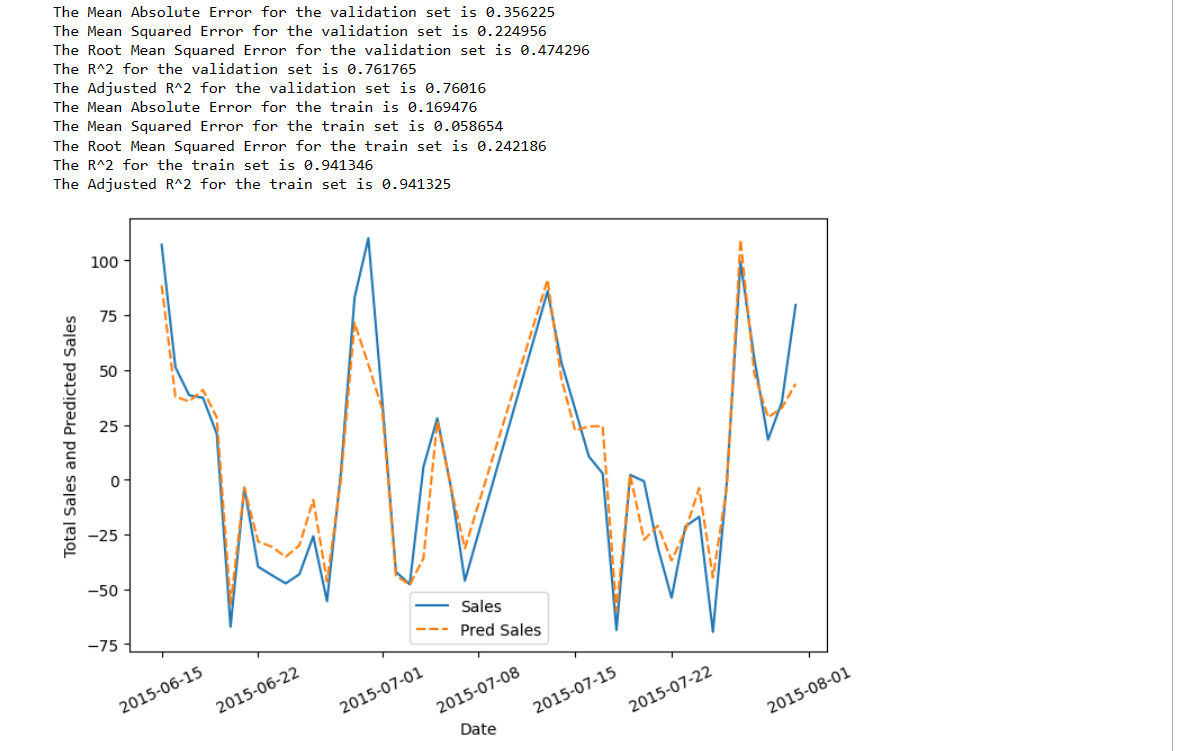 The Mean Absolute Error for the validation set is 0.356225
The Mean Squared Error for the validation set is 0.224956
The Root Mean Squared Error for the validation set is 0.474296
The R^2 for the validation set is 0.761765
The Adjusted R^2 for the validation set is 0.76016
The Mean Absolute Error for the train is 0.169476
The Mean Squared Error for the train set is 0.058654
The Root Mean Squared Error for the train set is 0.242186
The R^2 for the train set is 0.941346
The Adjusted R^2 for the train set is 0.941325
Total Sales and Predicted Sales
100
75
50
25
0
−25
−50
−75
Sales
Pred Sales
2015-06-15
2015-06-22
2015-07-01
2015-07-08
2015-07-15
2015-07-22
2015-08-01
Date